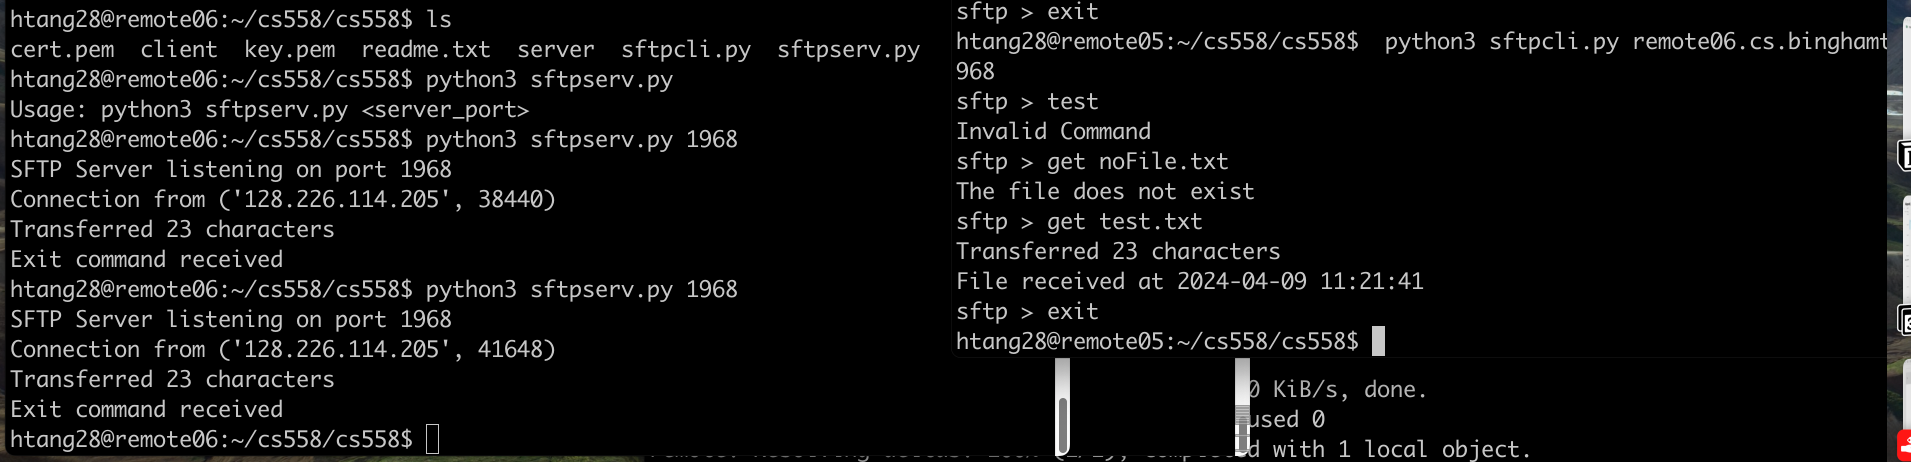 htang28@remote06:~/cs558/cs558$ ls
cert.pem  client  key.pem  readme.txt  server  sftpcli.py  sftpserv.py
htang28@remote06:~/cs558/cs558$ python3 sftpserv.py
Usage: python3 sftpserv.py <server_port>
htang28@remote06:~/cs558/cs558$ python3 sftpserv.py 1968
SFTP Server listening on port 1968
Connection from ('128.226.114.205', 38440)
Transferred 23 characters
Exit command received
htang28@remote06:~/cs558/cs558$ python3 sftpserv.py 1968
SFTP Server listening on port 1968
Connection from ('128.226.114.205', 41648)
Transferred 23 characters
Exit command received
htang28@remote06:~/cs558/cs558$
sftp > exit
htang28@remote05:~/cs558/cs558$  python3 sftpcli.py remote06.cs.binghamt
968
sftp > test
Invalid Command
sftp > get noFile.txt
The file does not exist
sftp > get test.txt
Transferred 23 characters
File received at 2024-04-09 11:21:41
sftp > exit
htang28@remote05:~/cs558/cs558$
0 KiB/s, done.
used 0
d with 1 local object.